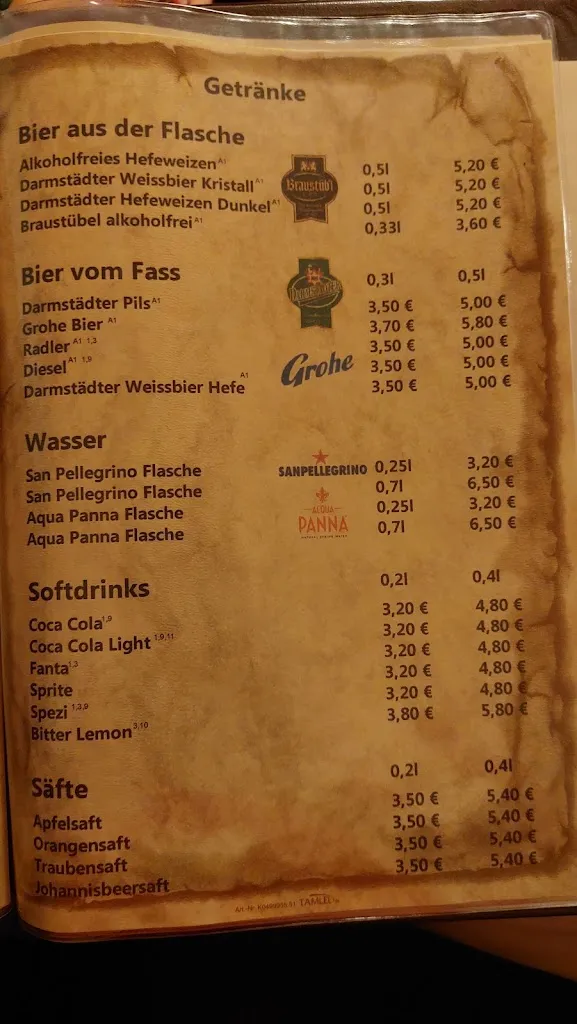 Getränke
Bier aus der Flasche
Alkoholfreies Hefeweizen A1 0,5l 5,20 €
Darmstädter Weissbier Kristall A1 0,5l 5,20 €
Darmstädter Hefeweizen Dunkel A1 0,5l 5,20 €
Braustübel alkoholfrei A1 0,33l 3,60 €
Braustüb'l
Bier vom Fass 0,3l 0,5l
Darmstädter Pils A1 3,50 € 5,00 €
Grohe Bier A1 3,70 € 5,80 €
Radler A1 1,3 3,50 € 5,00 €
Diesel A1 1,9 3,50 € 5,00 €
Darmstädter Weissbier Hefe A1 3,50 € 5,00 €
Darmstädter
Grohe
Wasser
San Pellegrino Flasche 0,25l 3,20 €
San Pellegrino Flasche 0,7l 6,50 €
Aqua Panna Flasche 0,25l 3,20 €
Aqua Panna Flasche 0,7l 6,50 €
SANPELLEGRINO
ACQUA
PANNA
Softdrinks 0,2l 0,4l
Coca Cola 1,9 3,20 € 4,80 €
Coca Cola Light 1,9,11 3,20 € 4,80 €
Fanta 1,3 3,20 € 4,80 €
Sprite 3,20 € 4,80 €
Spezi 1,3,9 3,20 € 4,80 €
Bitter Lemon 3,10 3,80 € 5,80 €
Säfte 0,2l 0,4l
Apfelsaft 3,50 € 5,40 €
Orangensaft 3,50 € 5,40 €
Traubensaft 3,50 € 5,40 €
Johannisbeersaft 3,50 € 5,40 €
Art.-Nr.